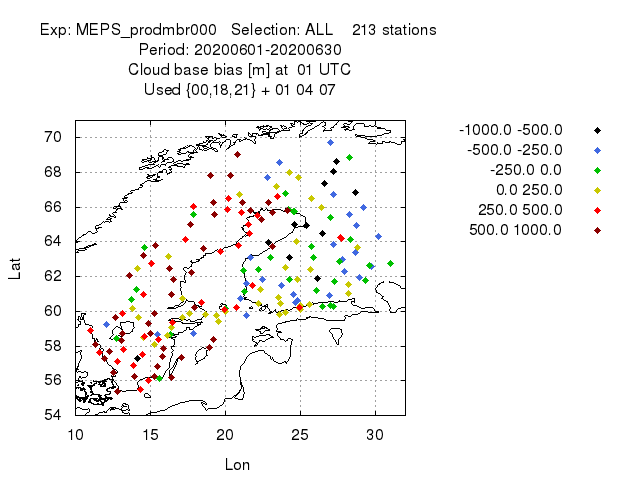 Exp: MEPS_prodmbr000 Selection: ALL 213 stations
Period: 20200601-20200630
Cloud base bias [m] at 01 UTC
Used {00,18,21} + 01 04 07
-1000.0 -500.0
-500.0 -250.0
-250.0 0.0
0.0 250.0
250.0 500.0
500.0 1000.0
70
68
66
64
62
60
58
56
54
Lat
10 15 20 25 30
Lon